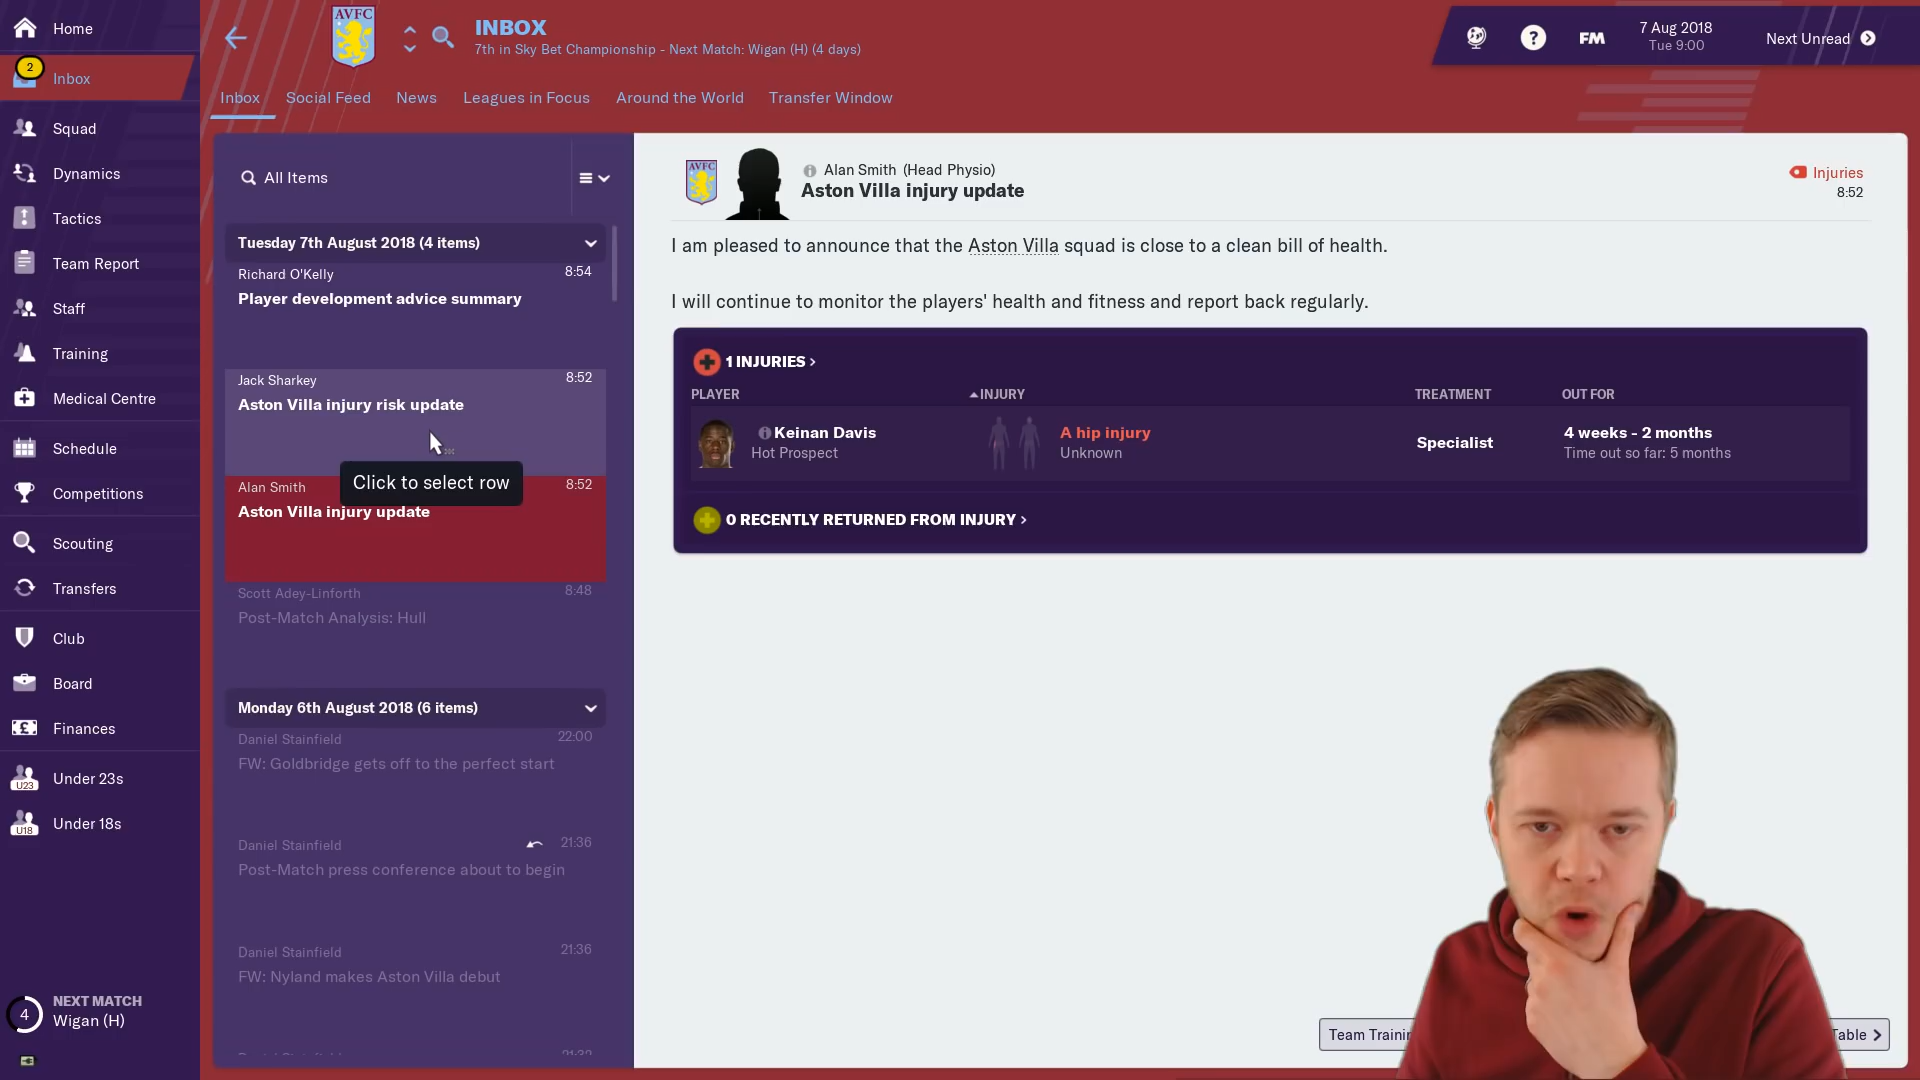 Home
2
Inbox
Squad
Dynamics
Tactics
Team Report
Staff
Training
Medical Centre
Schedule
Competitions
Scouting
Transfers
Club
Board
Finances
U23
Under 23s
U18
Under 18s
4
NEXT MATCH
Wigan (H)
AVFC
INBOX
7th in Sky Bet Championship - Next Match: Wigan (H) (4 days)
?
FM
7 Aug 2018
Tue 9:00
Next Unread
Inbox
Social Feed
News
Leagues in Focus
Around the World
Transfer Window
All Items
Tuesday 7th August 2018 (4 items)
Richard O'Kelly
8:54
Player development advice summary
Jack Sharkey
8:52
Aston Villa injury risk update
Click to select row
Alan Smith
8:52
Aston Villa injury update
Scott Adey-Linforth
8:48
Post-Match Analysis: Hull
Monday 6th August 2018 (6 items)
Daniel Stainfield
22:00
FW: Goldbridge gets off to the perfect start
Daniel Stainfield
21:36
Post-Match press conference about to begin
Daniel Stainfield
21:36
FW: Nyland makes Aston Villa debut
AVFC
Alan Smith (Head Physio)
Aston Villa injury update
Injuries
8:52
I am pleased to announce that the Aston Villa squad is close to a clean bill of health.
I will continue to monitor the players' health and fitness and report back regularly.
1 INJURIES >
PLAYER
INJURY
TREATMENT
OUT FOR
Keinan Davis
Hot Prospect
A hip injury
Unknown
Specialist
4 weeks - 2 months
Time out so far: 5 months
0 RECENTLY RETURNED FROM INJURY >
Team Trainin
Table >